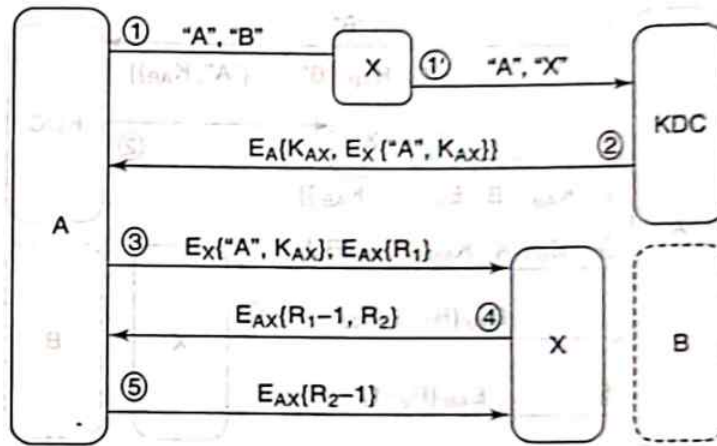 ① "A", "B"
X
①' "A", "X"
KDC
E_A{K_AX, E_X{"A", K_AX}} ②
A
③ E_X{"A", K_AX}, E_AX{R_1}
E_AX{R_1–1, R_2} ④
X
B
⑤ E_AX{R_2–1}